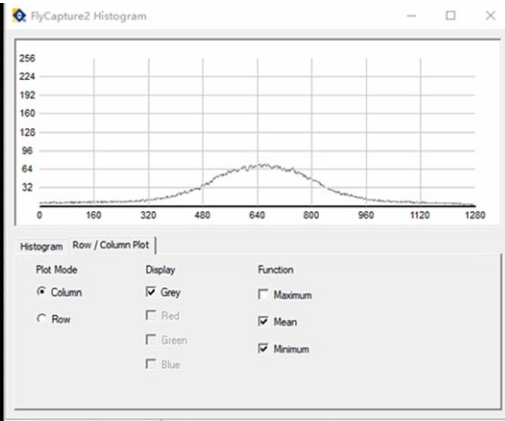 FlyCapture2 Histogram
256
224
192
160
128
96
64
32
0 160 320 480 640 800 960 1120 1280
Histogram Row / Column Plot
Plot Mode Display Function
Column Grey Maximum
Row Red Mean
Green Minimum
Blue